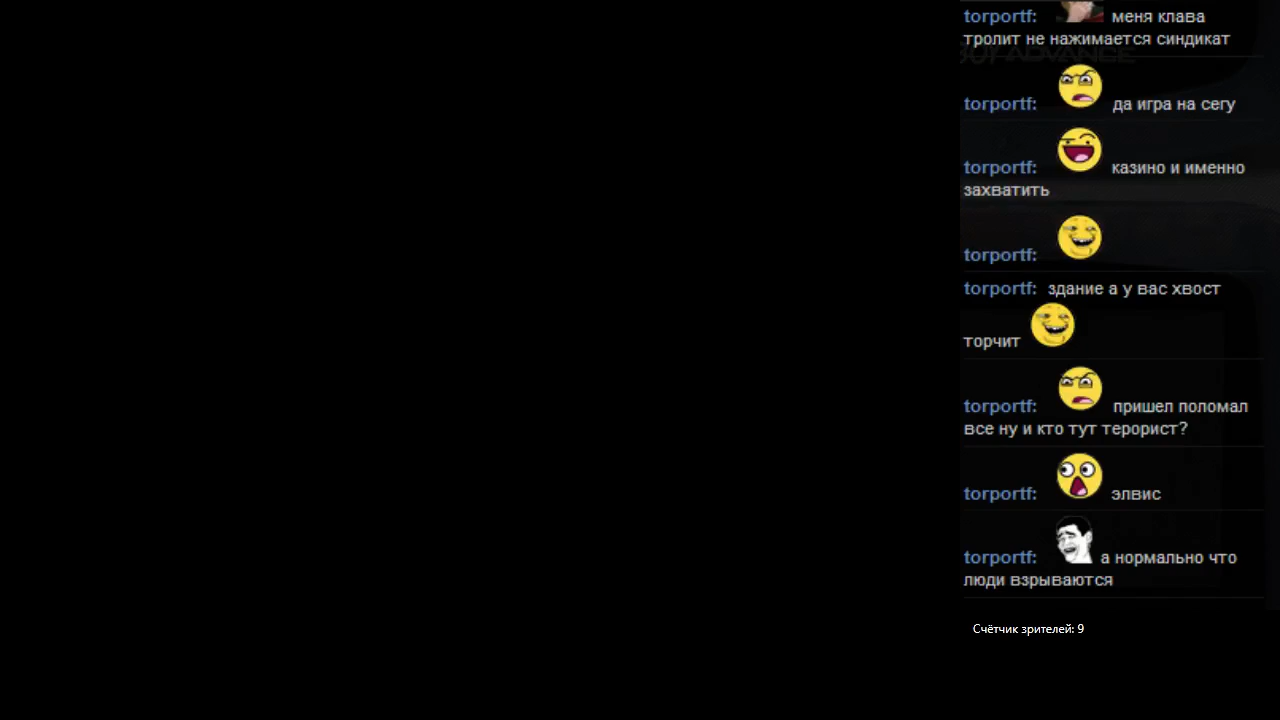 torportf: меня клава
тролит не нажимается синдикат
torportf: да игра на сегу
torportf: казино и именно
захватить
torportf:
torportf: здание а у вас хвост
торчит
torportf: пришел поломал
все ну и кто тут терорист?
torportf: элвис
torportf: а нормально что
люди взрываются
Счётчик зрителей: 9